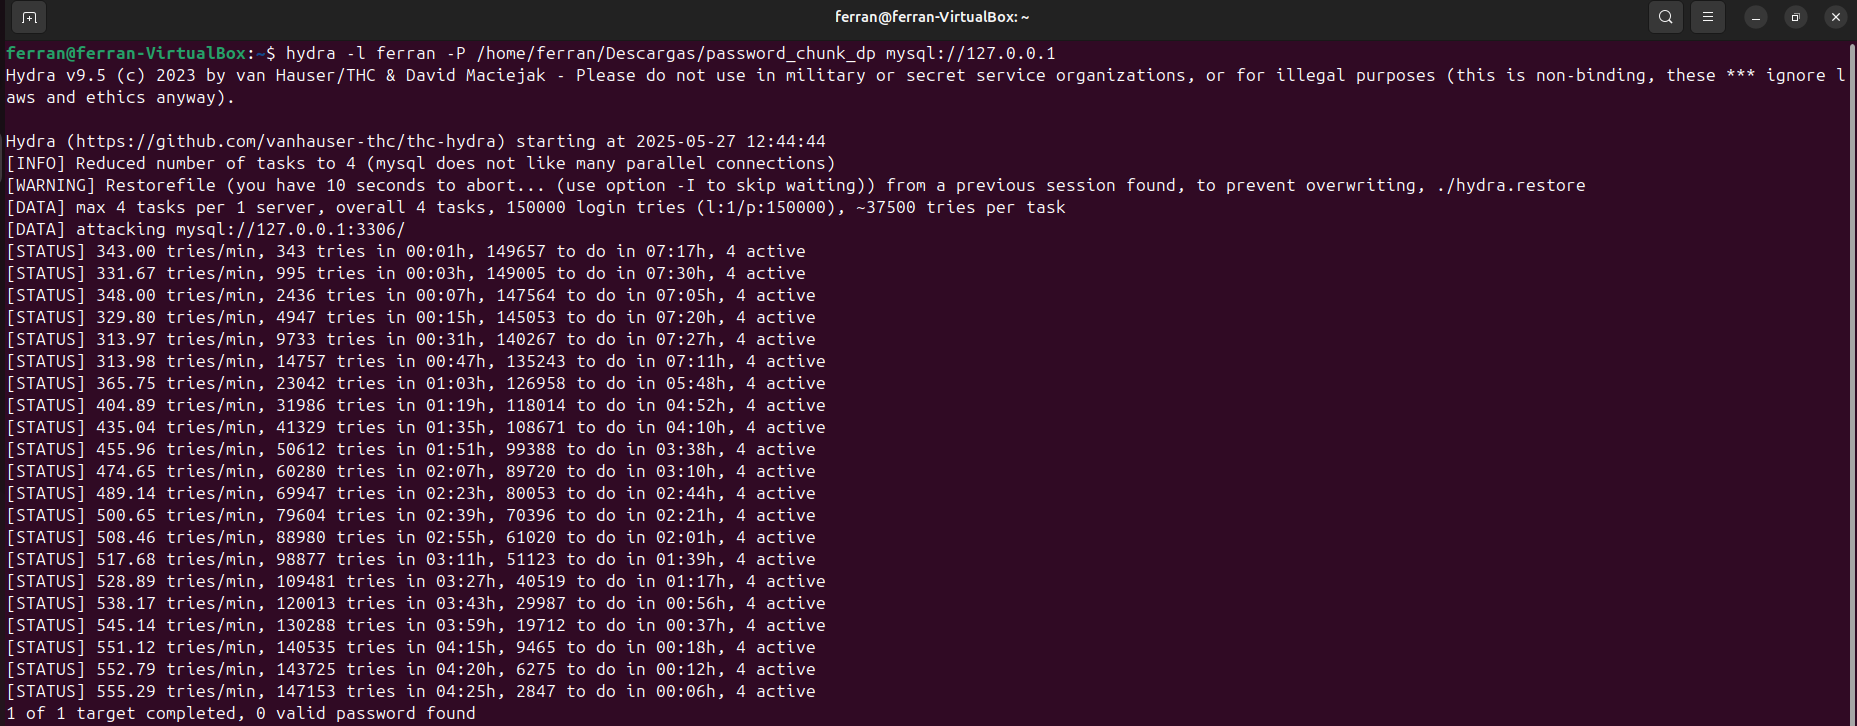 ferran@ferran-VirtualBox: ~
ferran@ferran-VirtualBox:~$ hydra -l ferran -P /home/ferran/Descargas/password_chunk_dp mysql://127.0.0.1
Hydra v9.5 (c) 2023 by van Hauser/THC & David Maciejak - Please do not use in military or secret service organizations, or for illegal purposes (this is non-binding, these *** ignore l
aws and ethics anyway).
Hydra (https://github.com/vanhauser-thc/thc-hydra) starting at 2025-05-27 12:44:44
[INFO] Reduced number of tasks to 4 (mysql does not like many parallel connections)
[WARNING] Restorefile (you have 10 seconds to abort... (use option -I to skip waiting)) from a previous session found, to prevent overwriting, ./hydra.restore
[DATA] max 4 tasks per 1 server, overall 4 tasks, 150000 login tries (l:1/p:150000), ~37500 tries per task
[DATA] attacking mysql://127.0.0.1:3306/
[STATUS] 343.00 tries/min, 343 tries in 00:01h, 149657 to do in 07:17h, 4 active
[STATUS] 331.67 tries/min, 995 tries in 00:03h, 149005 to do in 07:30h, 4 active
[STATUS] 348.00 tries/min, 2436 tries in 00:07h, 147564 to do in 07:05h, 4 active
[STATUS] 329.80 tries/min, 4947 tries in 00:15h, 145053 to do in 07:20h, 4 active
[STATUS] 313.97 tries/min, 9733 tries in 00:31h, 140267 to do in 07:27h, 4 active
[STATUS] 313.98 tries/min, 14757 tries in 00:47h, 135243 to do in 07:11h, 4 active
[STATUS] 365.75 tries/min, 23042 tries in 01:03h, 126958 to do in 05:48h, 4 active
[STATUS] 404.89 tries/min, 31986 tries in 01:19h, 118014 to do in 04:52h, 4 active
[STATUS] 435.04 tries/min, 41329 tries in 01:35h, 108671 to do in 04:10h, 4 active
[STATUS] 455.96 tries/min, 50612 tries in 01:51h, 99388 to do in 03:38h, 4 active
[STATUS] 474.65 tries/min, 60280 tries in 02:07h, 89720 to do in 03:10h, 4 active
[STATUS] 489.14 tries/min, 69947 tries in 02:23h, 80053 to do in 02:44h, 4 active
[STATUS] 500.65 tries/min, 79604 tries in 02:39h, 70396 to do in 02:21h, 4 active
[STATUS] 508.46 tries/min, 88980 tries in 02:55h, 61020 to do in 02:01h, 4 active
[STATUS] 517.68 tries/min, 98877 tries in 03:11h, 51123 to do in 01:39h, 4 active
[STATUS] 528.89 tries/min, 109481 tries in 03:27h, 40519 to do in 01:17h, 4 active
[STATUS] 538.17 tries/min, 120013 tries in 03:43h, 29987 to do in 00:56h, 4 active
[STATUS] 545.14 tries/min, 130288 tries in 03:59h, 19712 to do in 00:37h, 4 active
[STATUS] 551.12 tries/min, 140535 tries in 04:15h, 9465 to do in 00:18h, 4 active
[STATUS] 552.79 tries/min, 143725 tries in 04:20h, 6275 to do in 00:12h, 4 active
[STATUS] 555.29 tries/min, 147153 tries in 04:25h, 2847 to do in 00:06h, 4 active
1 of 1 target completed, 0 valid password found